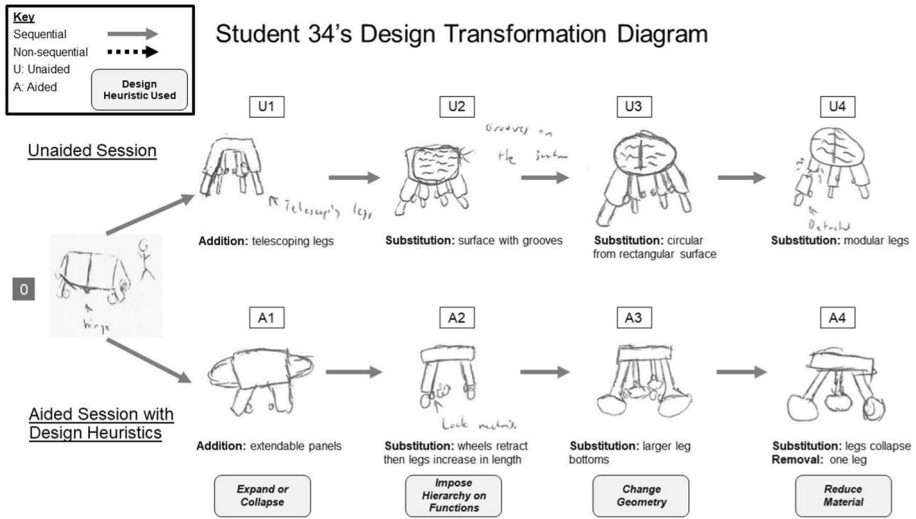 Key
Sequential
Non-sequential
U: Unaided
A: Aided
Design
Heuristic Used
Student 34's Design Transformation Diagram
U1
U2
U3
U4
Unaided Session
Telescoping legs
Grooves on
the surface
Detached
Addition: telescoping legs
Substitution: surface with grooves
Substitution: circular
from rectangular surface
Substitution: modular legs
0
hinge
A1
A2
A3
A4
Lock
Aided Session with
Design Heuristics
Addition: extendable panels
Substitution: wheels retract
then legs increase in length
Substitution: larger leg
bottoms
Substitution: legs collapse
Removal: one leg
Expand or
Collapse
Impose
Hierarchy on
Functions
Change
Geometry
Reduce
Material